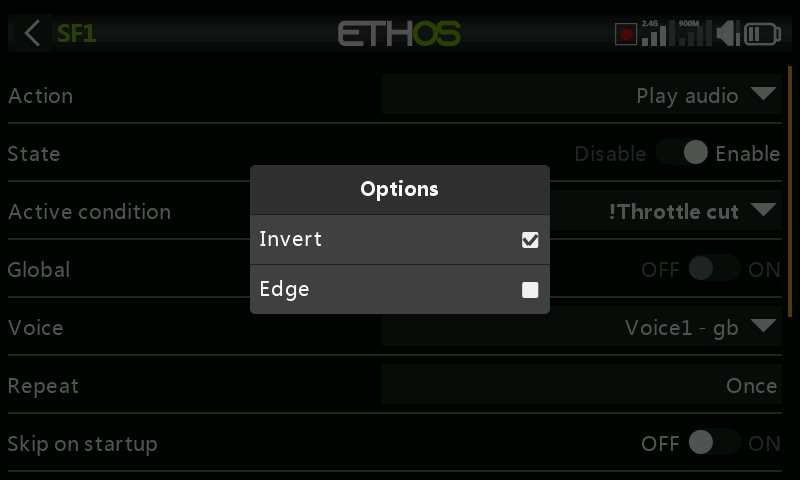 SF1
ETHOS
2.4G
900M
Action
Play audio
State
Disable Enable
Options
Active condition
!Throttle cut
Invert
Global
OFF ON
Edge
Voice
Voice1 - gb
Repeat
Once
Skip on startup
OFF ON